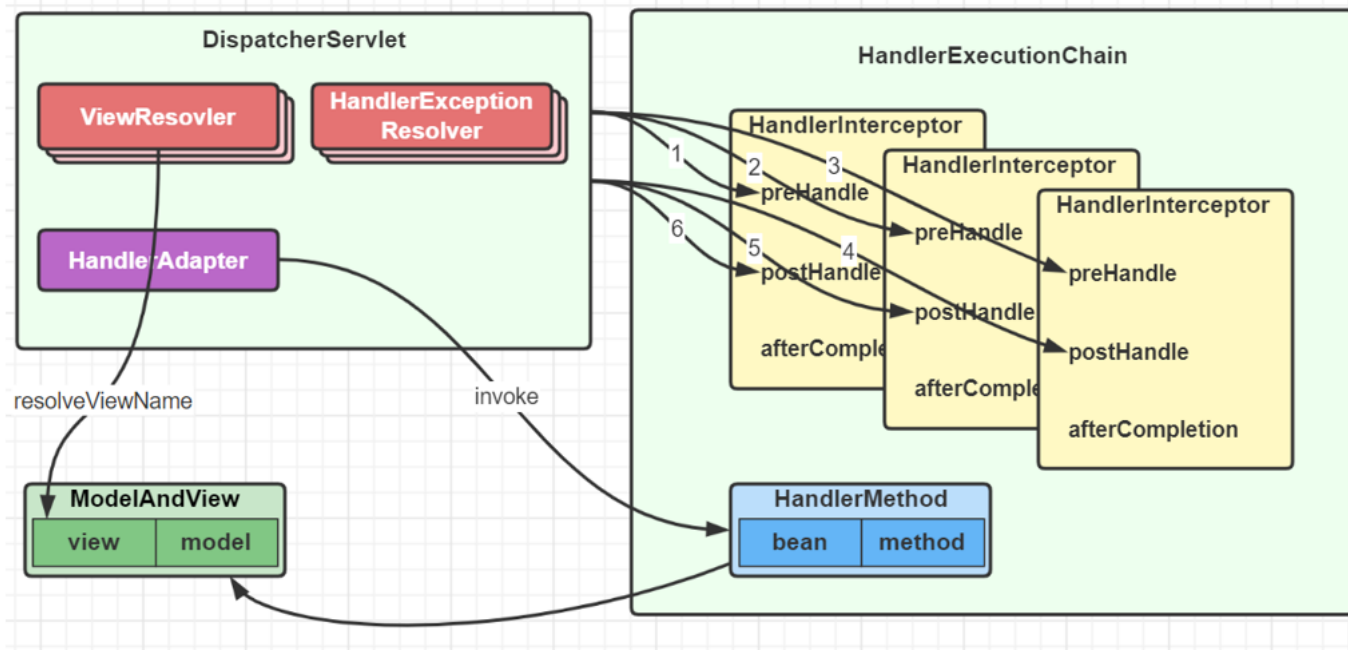 DispatcherServlet
ViewResovler
HandlerException
Resolver
HandlerAdapter
resolveViewName
invoke
ModelAndView
view
model
HandlerExecutionChain
HandlerInterceptor
preHandle
postHandle
afterComple
HandlerInterceptor
preHandle
postHandle
afterComple
HandlerInterceptor
preHandle
postHandle
afterCompletion
1
2
3
4
5
6
HandlerMethod
bean
method